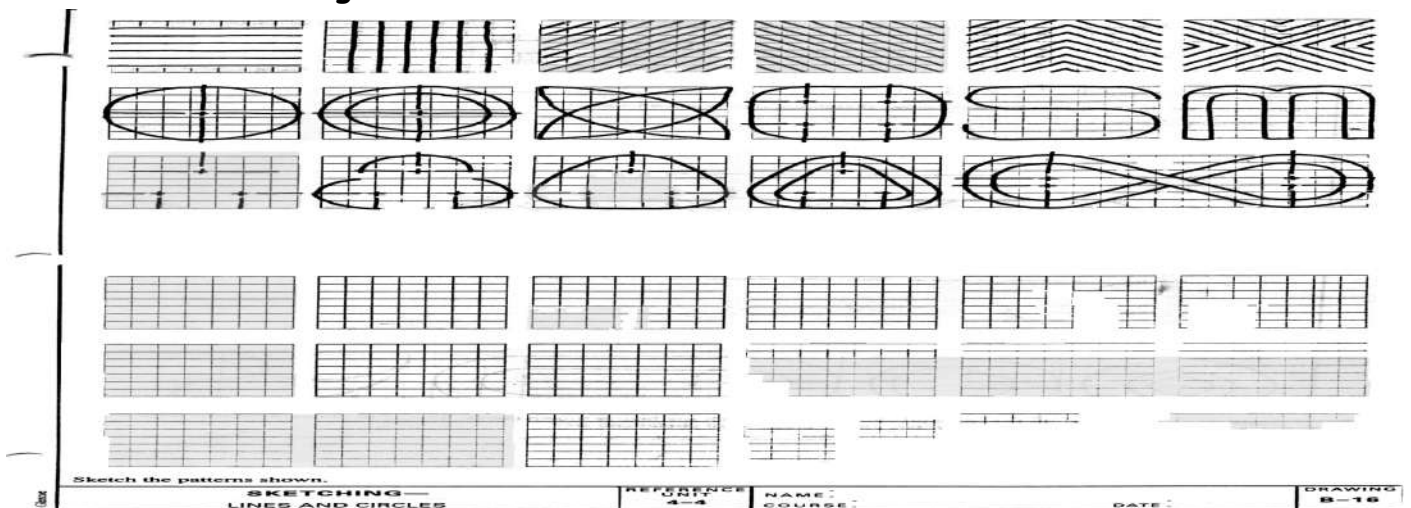 Sketch the patterns shown.
SKETCHING—
LINES AND CIRCLES
REFERENCE
UNIT
4-4
NAME:
COURSE:
DATE:
DRAWING
B-16